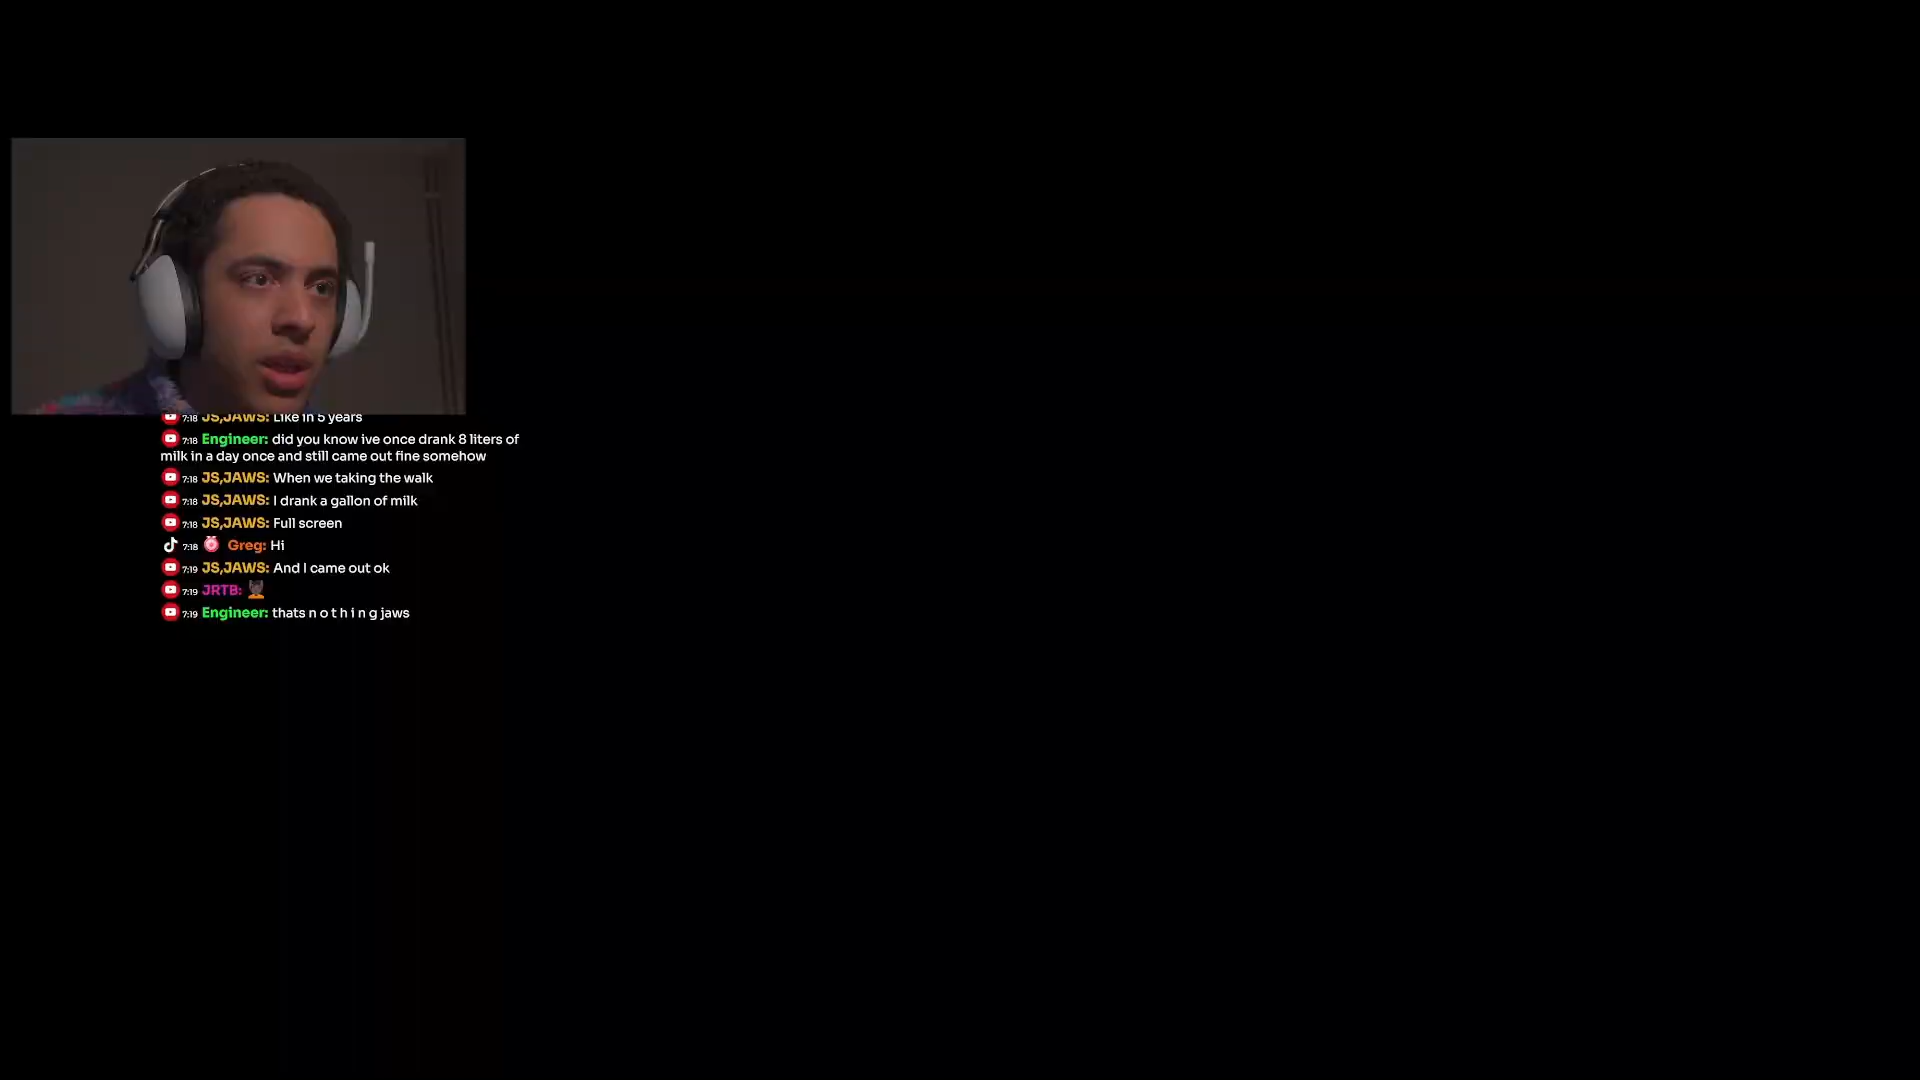 7:18 JS,JAWS: Like in 5 years
7:18 Engineer: did you know ive once drank 8 liters of
milk in a day once and still came out fine somehow
7:18 JS,JAWS: When we taking the walk
7:18 JS,JAWS: I drank a gallon of milk
7:18 JS,JAWS: Full screen
7:18 Greg: Hi
7:19 JS,JAWS: And I came out ok
7:19 JRTB:
7:19 Engineer: thats n o t h i n g jaws